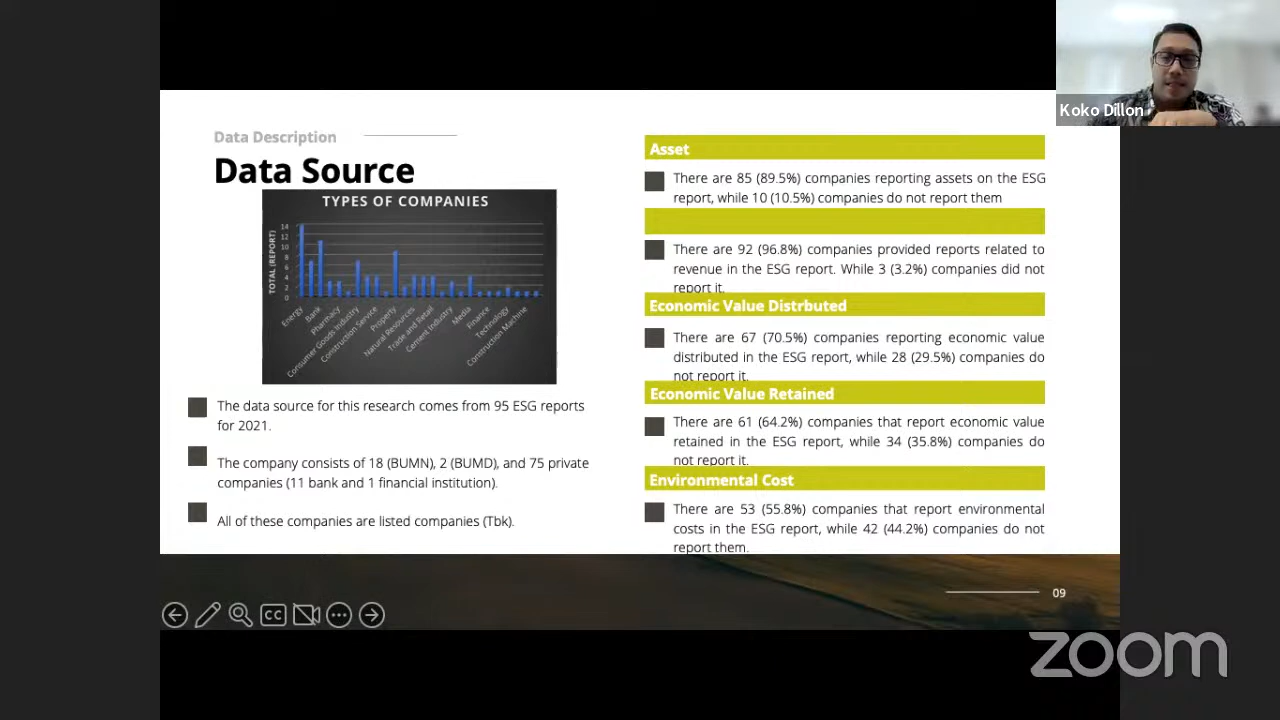 Koko Dillon
Data Description
Data Source
TYPES OF COMPANIES
TOTAL (REPORT)
14
12
10
8
6
4
2
0
Energy
Bank
Pharmacy
Consumer Goods Industry
Construction Service
Property
Natural Resources
Trade and Retail
Cement Industry
Media
Finance
Technology
Construction Machine
The data source for this research comes from 95 ESG reports
for 2021.
The company consists of 18 (BUMN), 2 (BUMD), and 75 private
companies (11 bank and 1 financial institution).
All of these companies are listed companies (Tbk).
Asset
There are 85 (89.5%) companies reporting assets on the ESG
report, while 10 (10.5%) companies do not report them
There are 92 (96.8%) companies provided reports related to
revenue in the ESG report. While 3 (3.2%) companies did not
report it.
Economic Value Distrbuted
There are 67 (70.5%) companies reporting economic value
distributed in the ESG report, while 28 (29.5%) companies do
not report it.
Economic Value Retained
There are 61 (64.2%) companies that report economic value
retained in the ESG report, while 34 (35.8%) companies do
not report it.
Environmental Cost
There are 53 (55.8%) companies that report environmental
costs in the ESG report, while 42 (44.2%) companies do not
report them.
09
CC
zoom